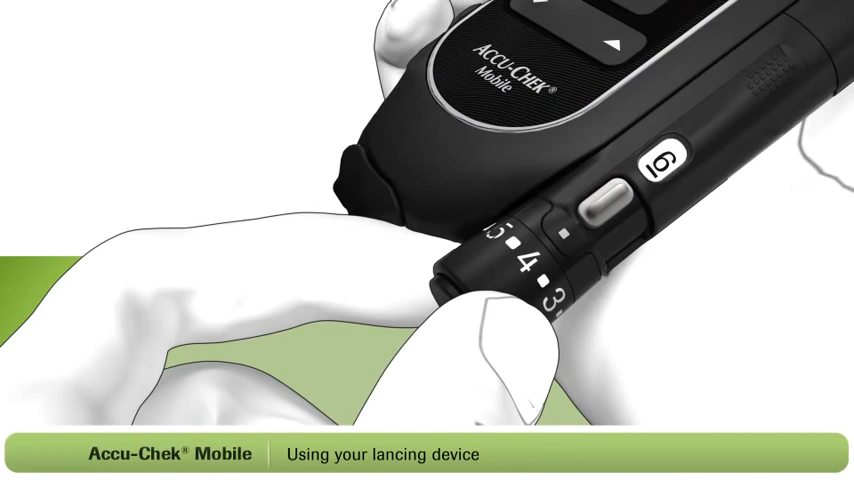 ACCU-CHEK®
Mobile
6
5
4
3
Accu-Chek® Mobile
Using your lancing device